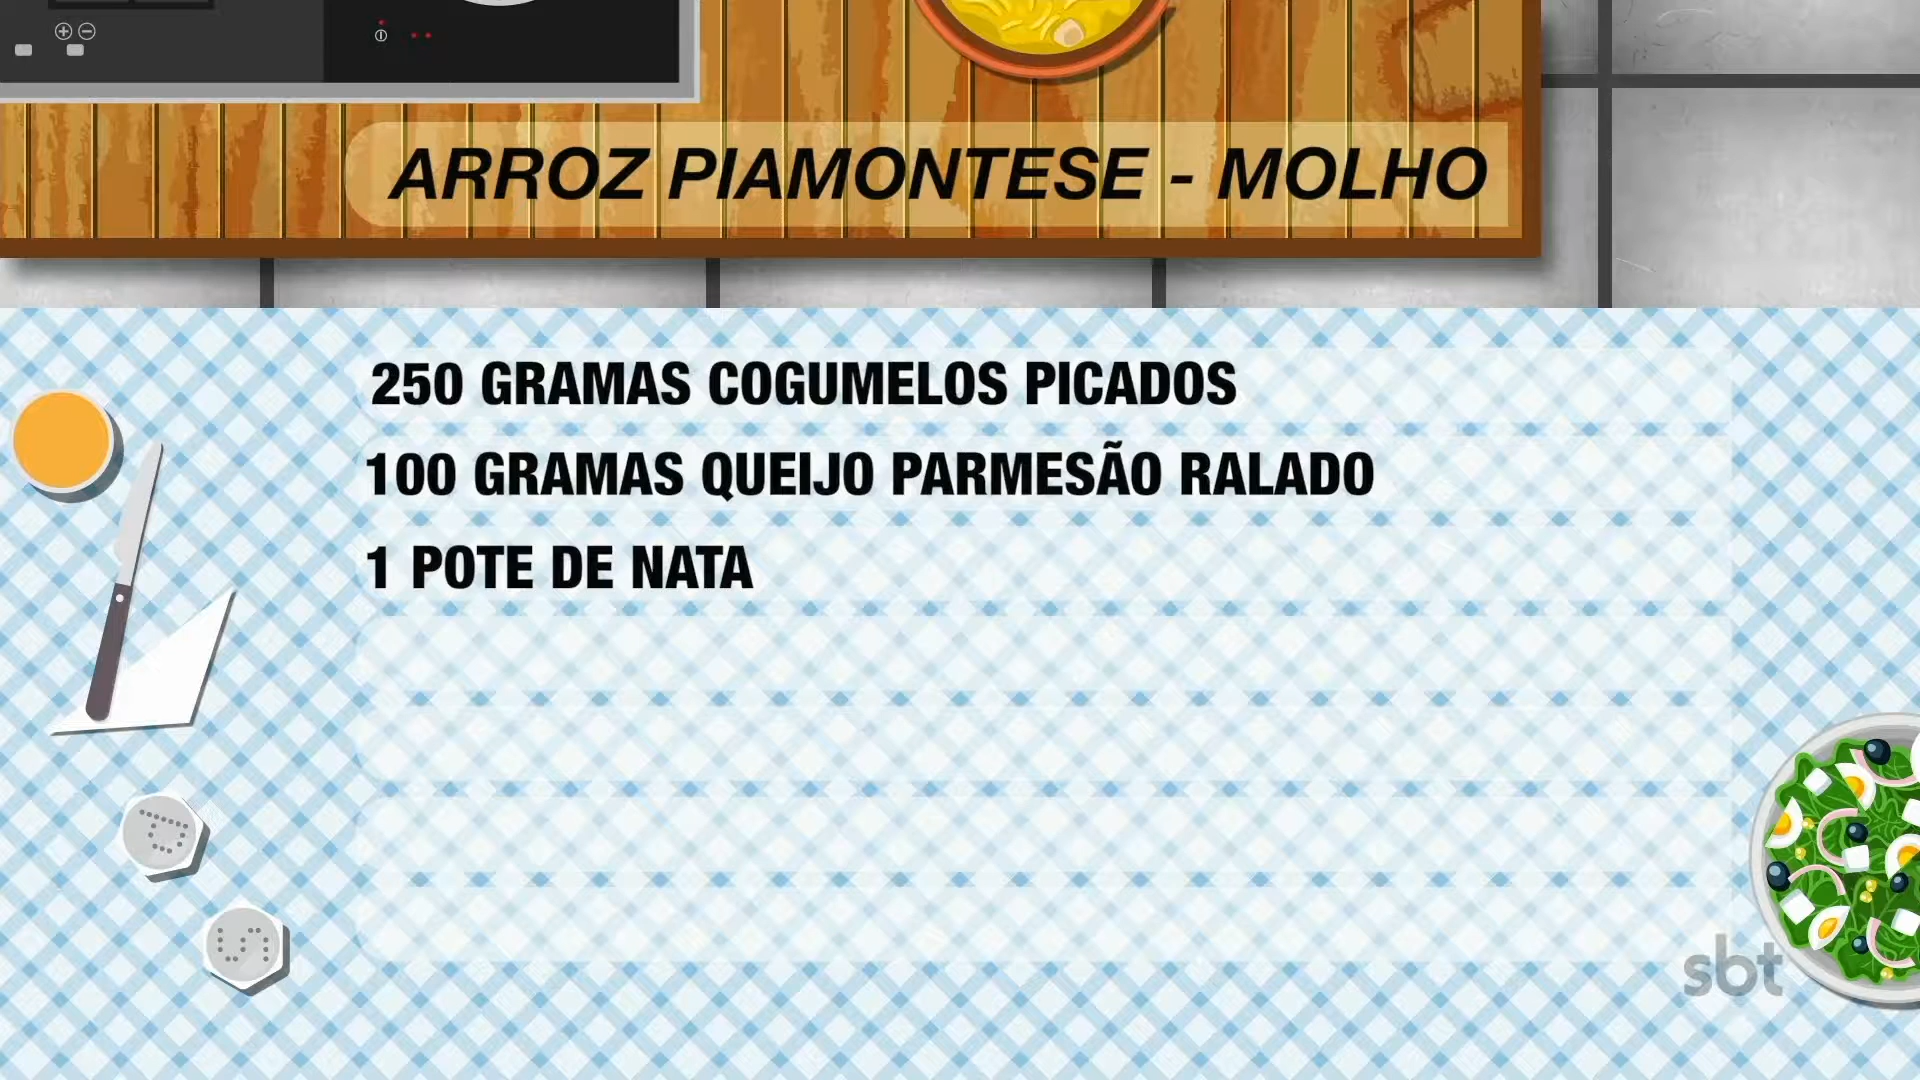 ARROZ PIAMONTESE - MOLHO
250 GRAMAS COGUMELOS PICADOS
100 GRAMAS QUEIJO PARMESÃO RALADO
1 POTE DE NATA
sbt